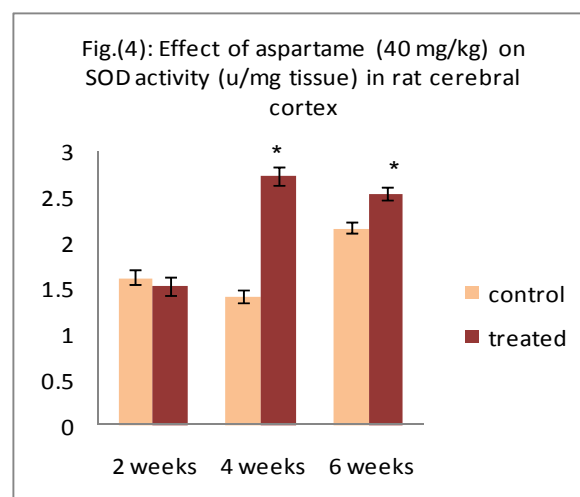 Fig.(4): Effect of aspartame (40 mg/kg) on
SOD activity (u/mg tissue) in rat cerebral
cortex
3
2.5
2
1.5
1
0.5
0
*
*
2 weeks 4 weeks 6 weeks
control
treated